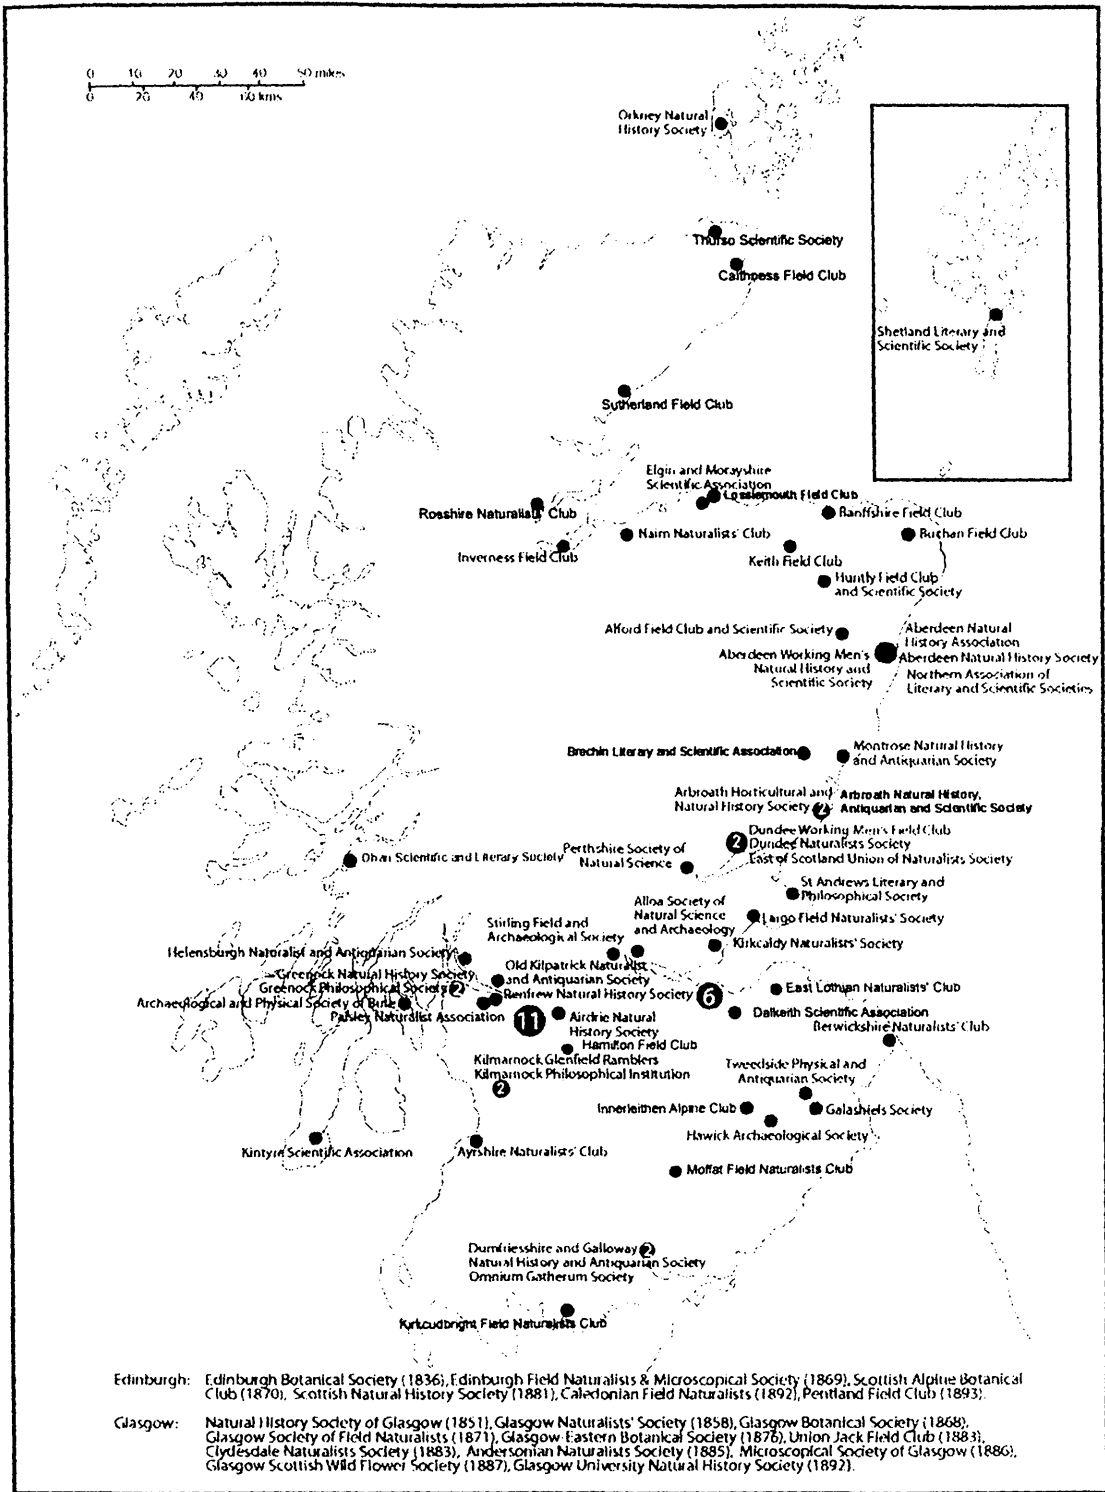 0 10 20 30 40 50 miles
0 20 40 60 kms
Orkney Natural
History Society
Thurso Scientific Society
Caithness Field Club
Shetland Literary and
Scientific Society
Sutherland Field Club
Elgin and Morayshire
Scientific Association
Lossiemouth Field Club
Rosshire Naturalists' Club
Banffshire Field Club
Nairn Naturalists' Club
Buchan Field Club
Inverness Field Club
Keith Field Club
Huntly Field Club
and Scientific Society
Alford Field Club and Scientific Society
Aberdeen Natural
History Association
Aberdeen Working Men's
Natural History and
Scientific Society
Aberdeen Natural History Society
Northern Association of
Literary and Scientific Societies
Brechin Literary and Scientific Association
Montrose Natural History
and Antiquarian Society
Arbroath Horticultural and
Natural History Society
2
Arbroath Natural History,
Antiquarian and Scientific Society
2
Dundee Working Men's Field Club
Dundee Naturalists Society
East of Scotland Union of Naturalists Society
Oban Scientific and Literary Society
Perthshire Society of
Natural Science
St Andrews Literary and
Philosophical Society
Alloa Society of
Natural Science
and Archaeology
Largo Field Naturalists' Society
Stirling Field and
Archaeological Society
Kirkcaldy Naturalists' Society
Helensburgh Naturalist and Antiquarian Society
Old Kilpatrick Naturalist
and Antiquarian Society
Greenock Natural History Society
Greenock Philosophical Society
2
Renfrew Natural History Society
6
East Lothian Naturalists' Club
Archaeological and Physical Society of Bute
Paisley Naturalist Association
11
Airdrie Natural
History Society
Dalkeith Scientific Association
Berwickshire Naturalists' Club
Hamilton Field Club
Kilmarnock Glenfield Ramblers
Kilmarnock Philosophical Institution
2
Tweedside Physical and
Antiquarian Society
Innerleithen Alpine Club
Galashiels Society
Hawick Archaeological Society
Kintyre Scientific Association
Ayrshire Naturalists' Club
Moffat Field Naturalists Club
Dumfriesshire and Galloway
2
Natural History and Antiquarian Society
Omnium Gatherum Society
Kirkcudbright Field Naturalists Club
Edinburgh: Edinburgh Botanical Society (1836), Edinburgh Field Naturalists & Microscopical Society (1869), Scottish Alpine Botanical
Club (1870), Scottish Natural History Society (1881), Caledonian Field Naturalists (1892), Pentland Field Club (1893).
Glasgow: Natural History Society of Glasgow (1851), Glasgow Naturalists' Society (1858), Glasgow Botanical Society (1868),
Glasgow Society of Field Naturalists (1871), Glasgow Eastern Botanical Society (1876), Union Jack Field Club (1883),
Clydesdale Naturalists Society (1883), Andersonian Naturalists Society (1885), Microscopical Society of Glasgow (1886),
Glasgow Scottish Wild Flower Society (1887), Glasgow University Natural History Society (1892).